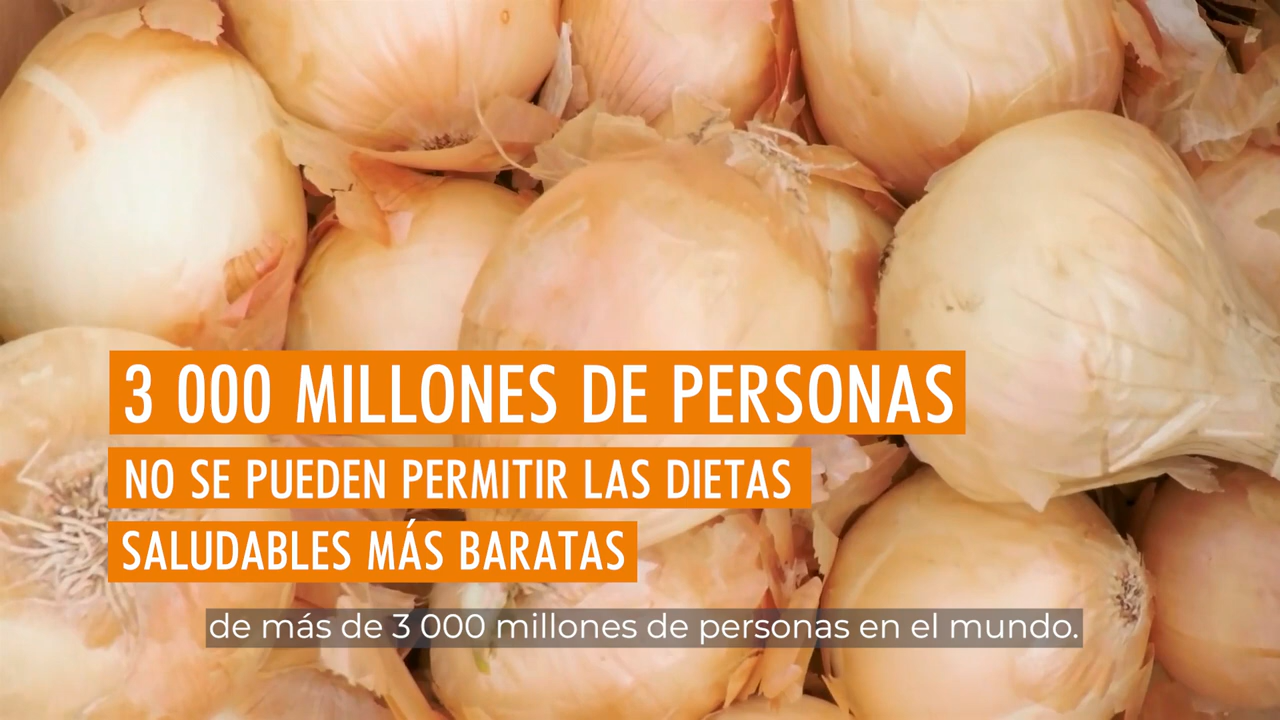 3 000 MILLONES DE PERSONAS
NO SE PUEDEN PERMITIR LAS DIETAS
SALUDABLES MÁS BARATAS
de más de 3 000 millones de personas en el mundo.